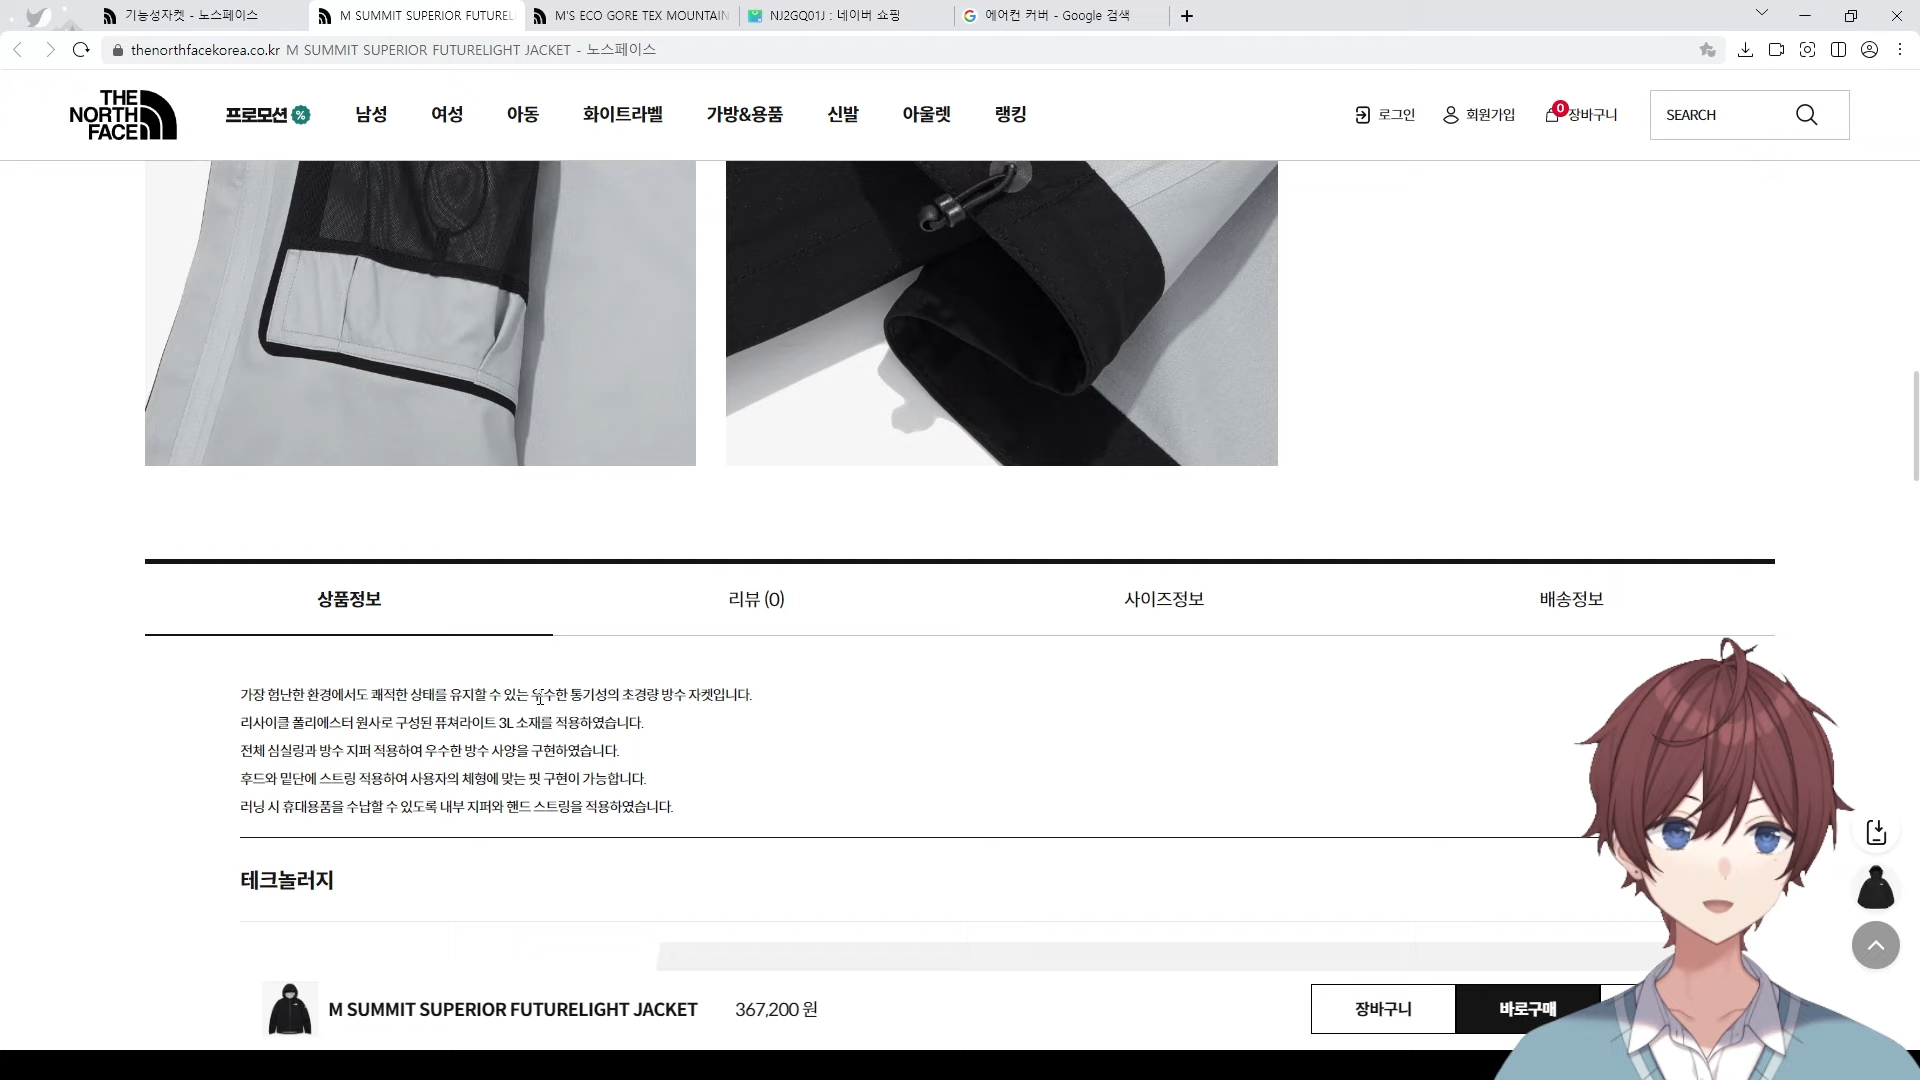 기능성자켓 - 노스페이스
M SUMMIT SUPERIOR FUTUREL
M'S ECO GORE TEX MOUNTAIN
NJ2GQ01J : 네이버 쇼핑
에어컨 커버 - Google 검색
thenorthfacekorea.co.kr M SUMMIT SUPERIOR FUTURELIGHT JACKET - 노스페이스
THE NORTH FACE
프로모션 %
남성
여성
아동
화이트라벨
가방&용품
신발
아울렛
랭킹
로그인
회원가입
0
장바구니
SEARCH
상품정보
리뷰 (0)
사이즈정보
배송정보
가장 험난한 환경에서도 쾌적한 상태를 유지할 수 있는 우수한 통기성의 초경량 방수 자켓입니다.
리사이클 폴리에스터 원사로 구성된 퓨쳐라이트 3L 소재를 적용하였습니다.
전체 심실링과 방수 지퍼 적용하여 우수한 방수 사양을 구현하였습니다.
후드와 밑단에 스트링 적용하여 사용자의 체형에 맞는 핏 구현이 가능합니다.
러닝 시 휴대용품을 수납할 수 있도록 내부 지퍼와 핸드 스트링을 적용하였습니다.
테크놀러지
M SUMMIT SUPERIOR FUTURELIGHT JACKET
367,200 원
장바구니
바로구매